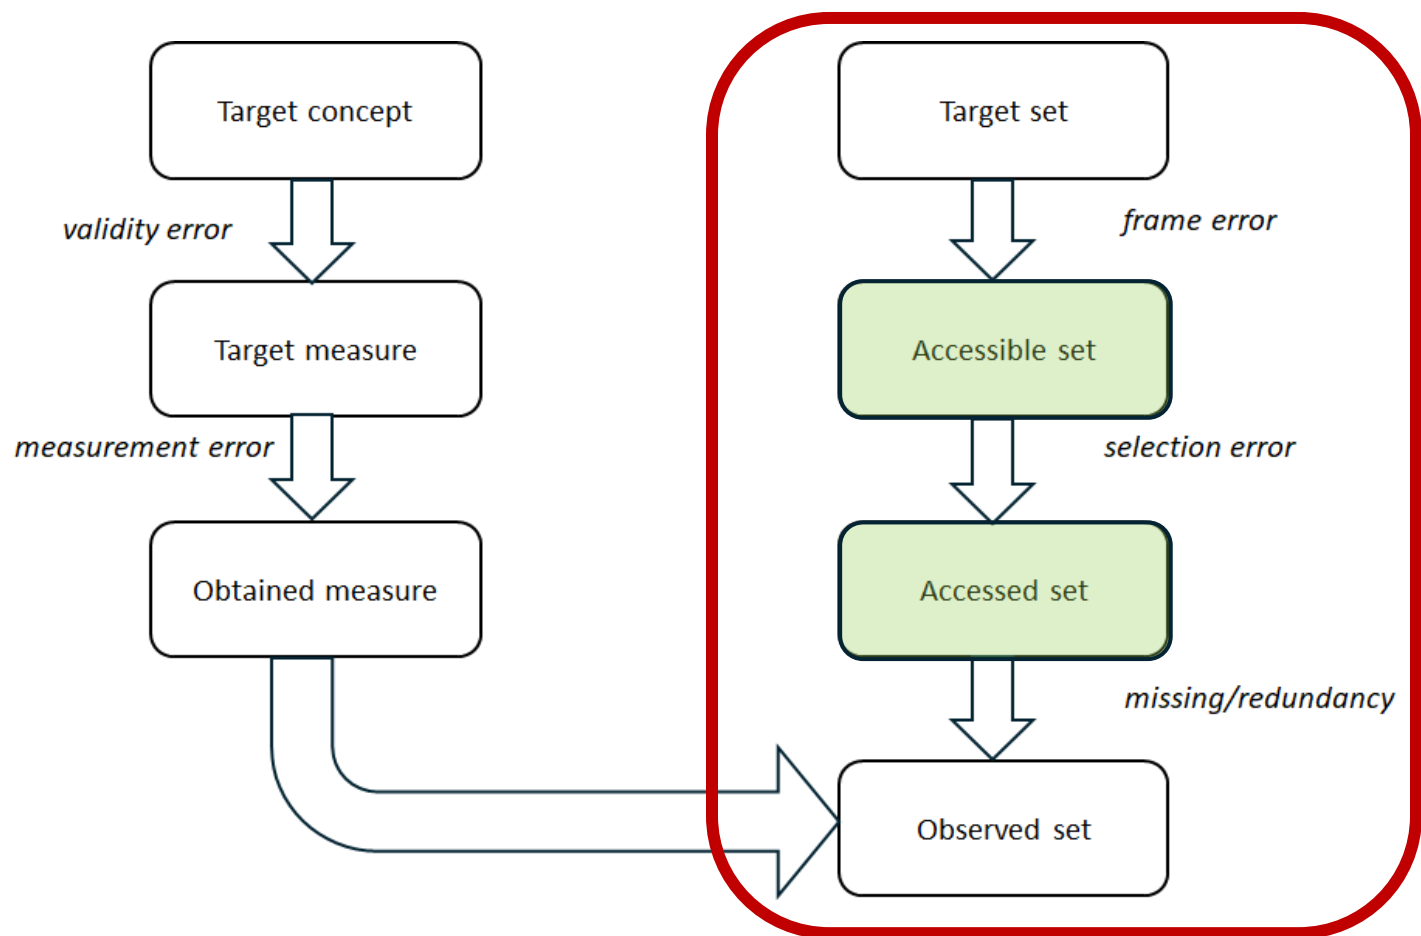 Target concept
Target set
validity error
frame error
Target measure
Accessible set
measurement error
selection error
Obtained measure
Accessed set
missing/redundancy
Observed set